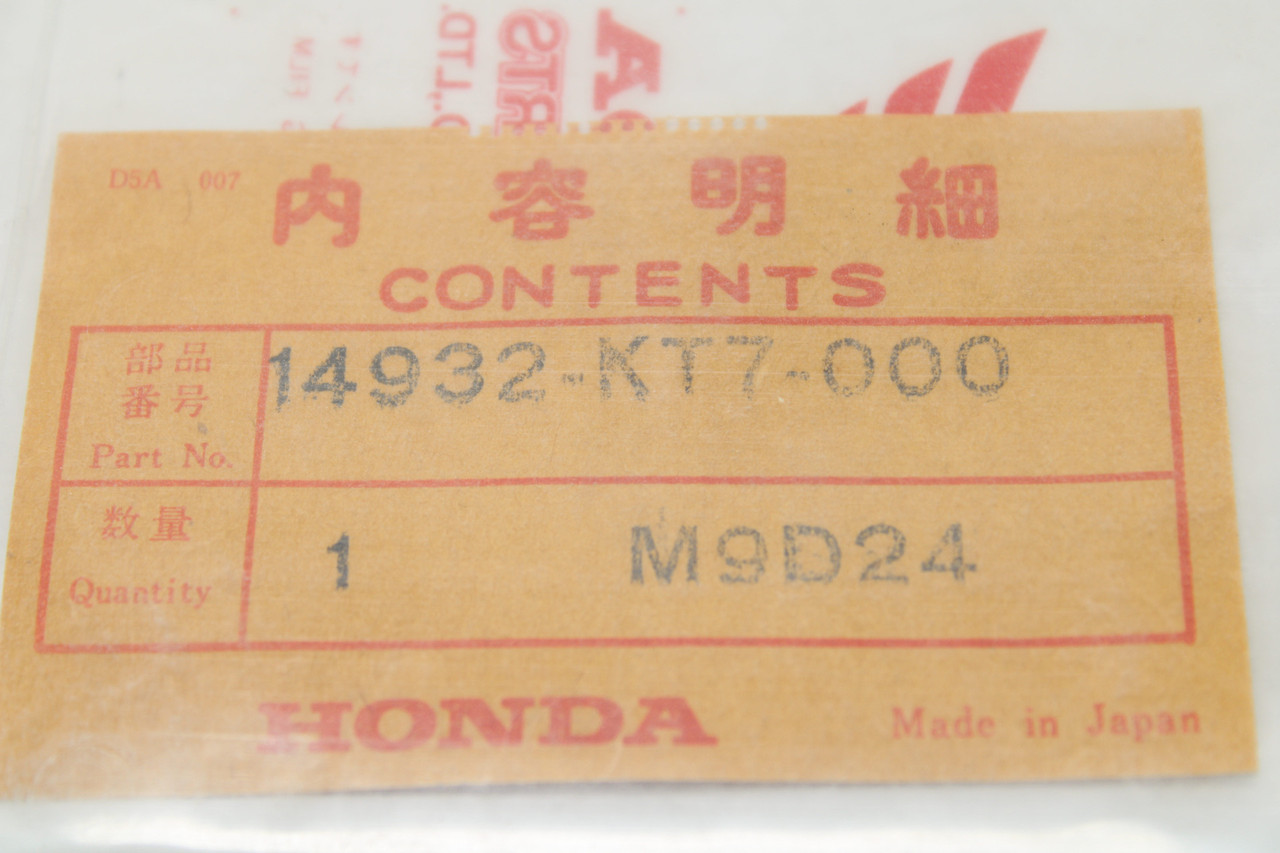 D5A 007
内容明細
CONTENTS
部品
番号
Part No.
14932-KT7-000
数量
Quantity
1 M9D24
HONDA
Made in Japan